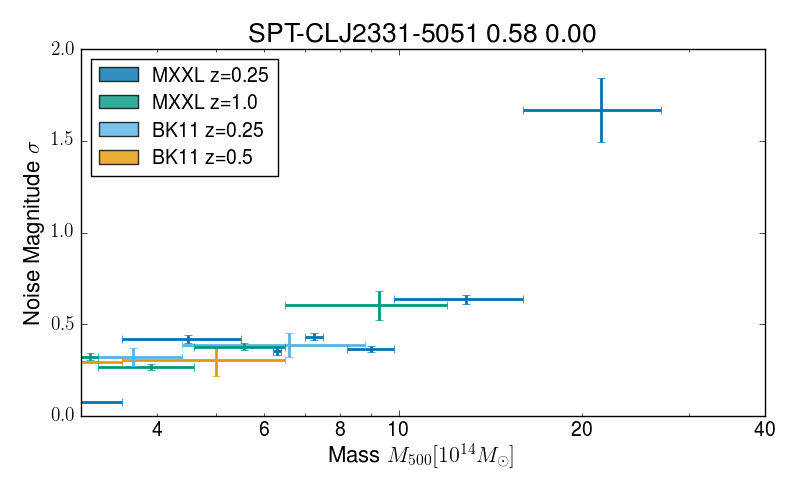 SPT-CLJ2331-5051 0.58 0.00
2.0
MXXL z=0.25
MXXL z=1.0
BK11 z=0.25
BK11 z=0.5
1.5
1.0
0.5
0.0
Noise Magnitude σ
4 6 8 10 20 40
Mass M₅₀₀[10¹⁴M☉]